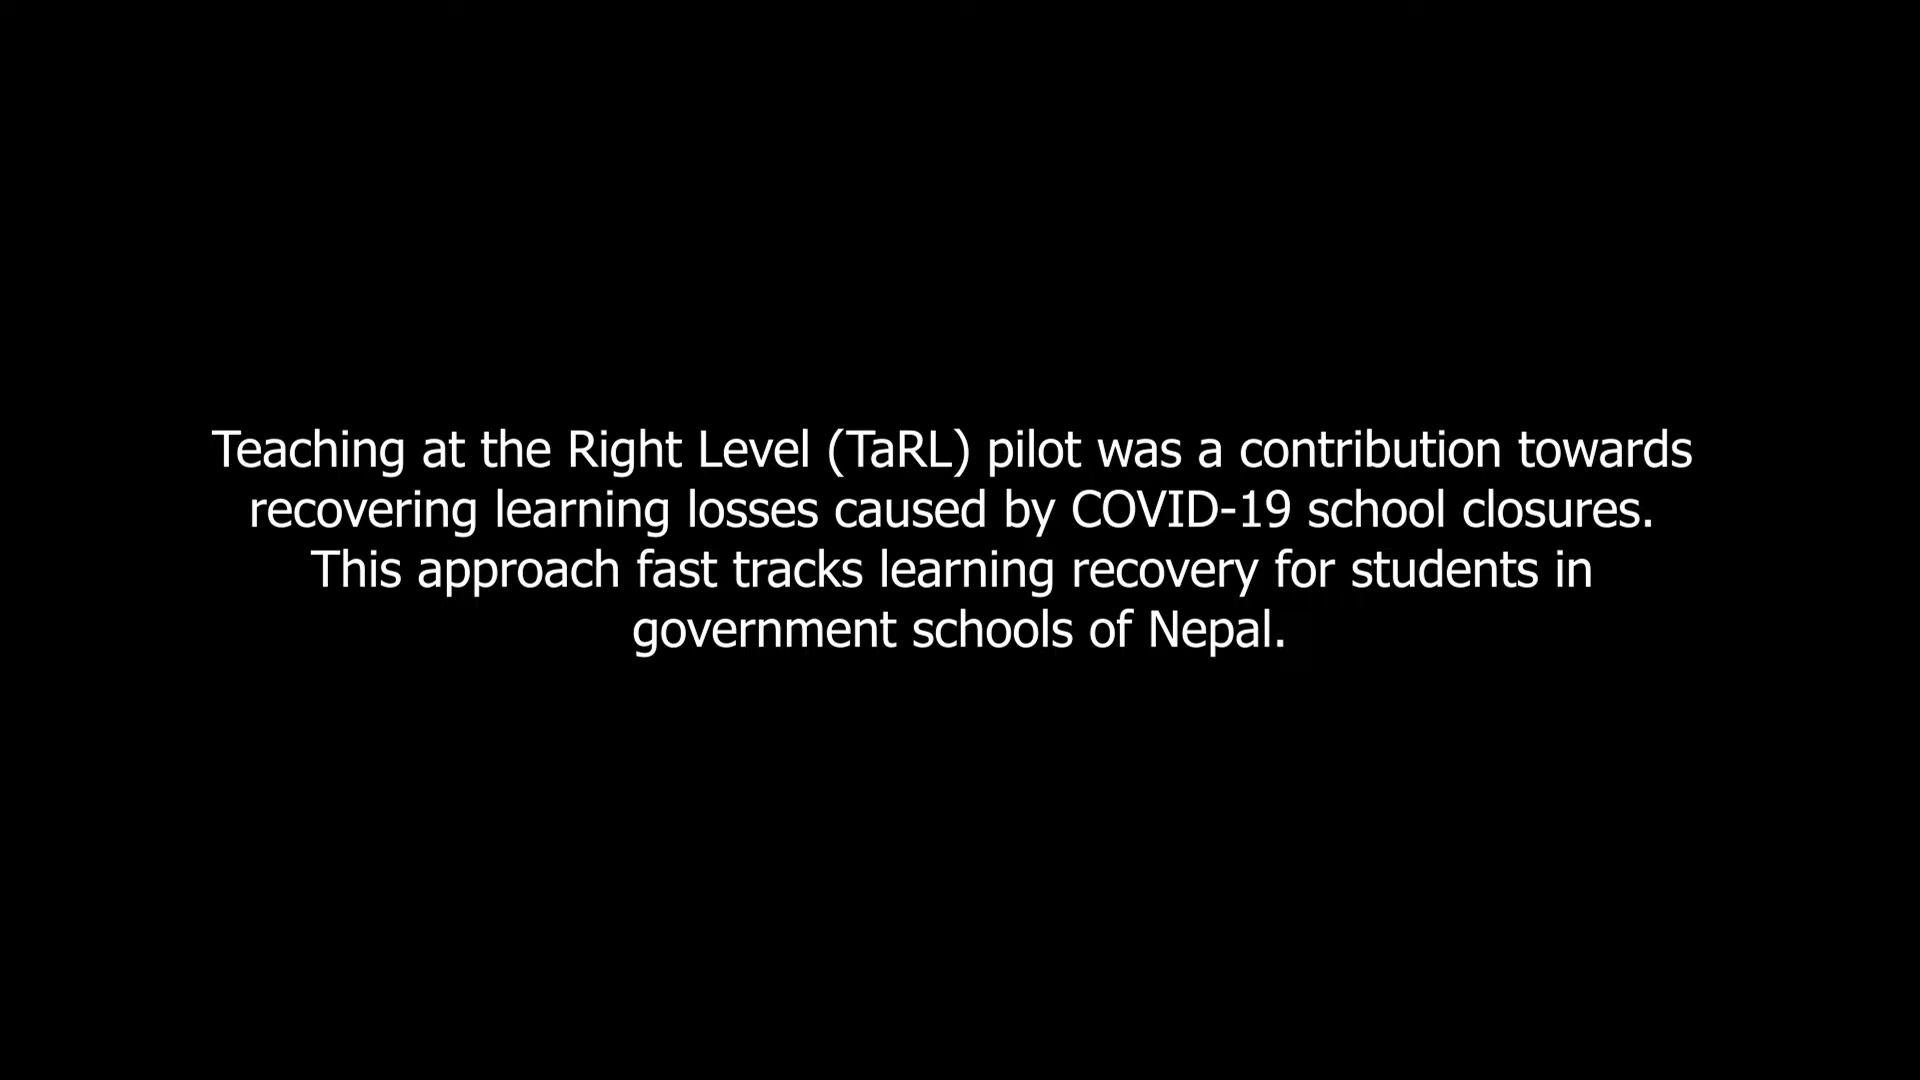 Teaching at the Right Level (TaRL) pilot was a contribution towards
recovering learning losses caused by COVID-19 school closures.
This approach fast tracks learning recovery for students in
government schools of Nepal.